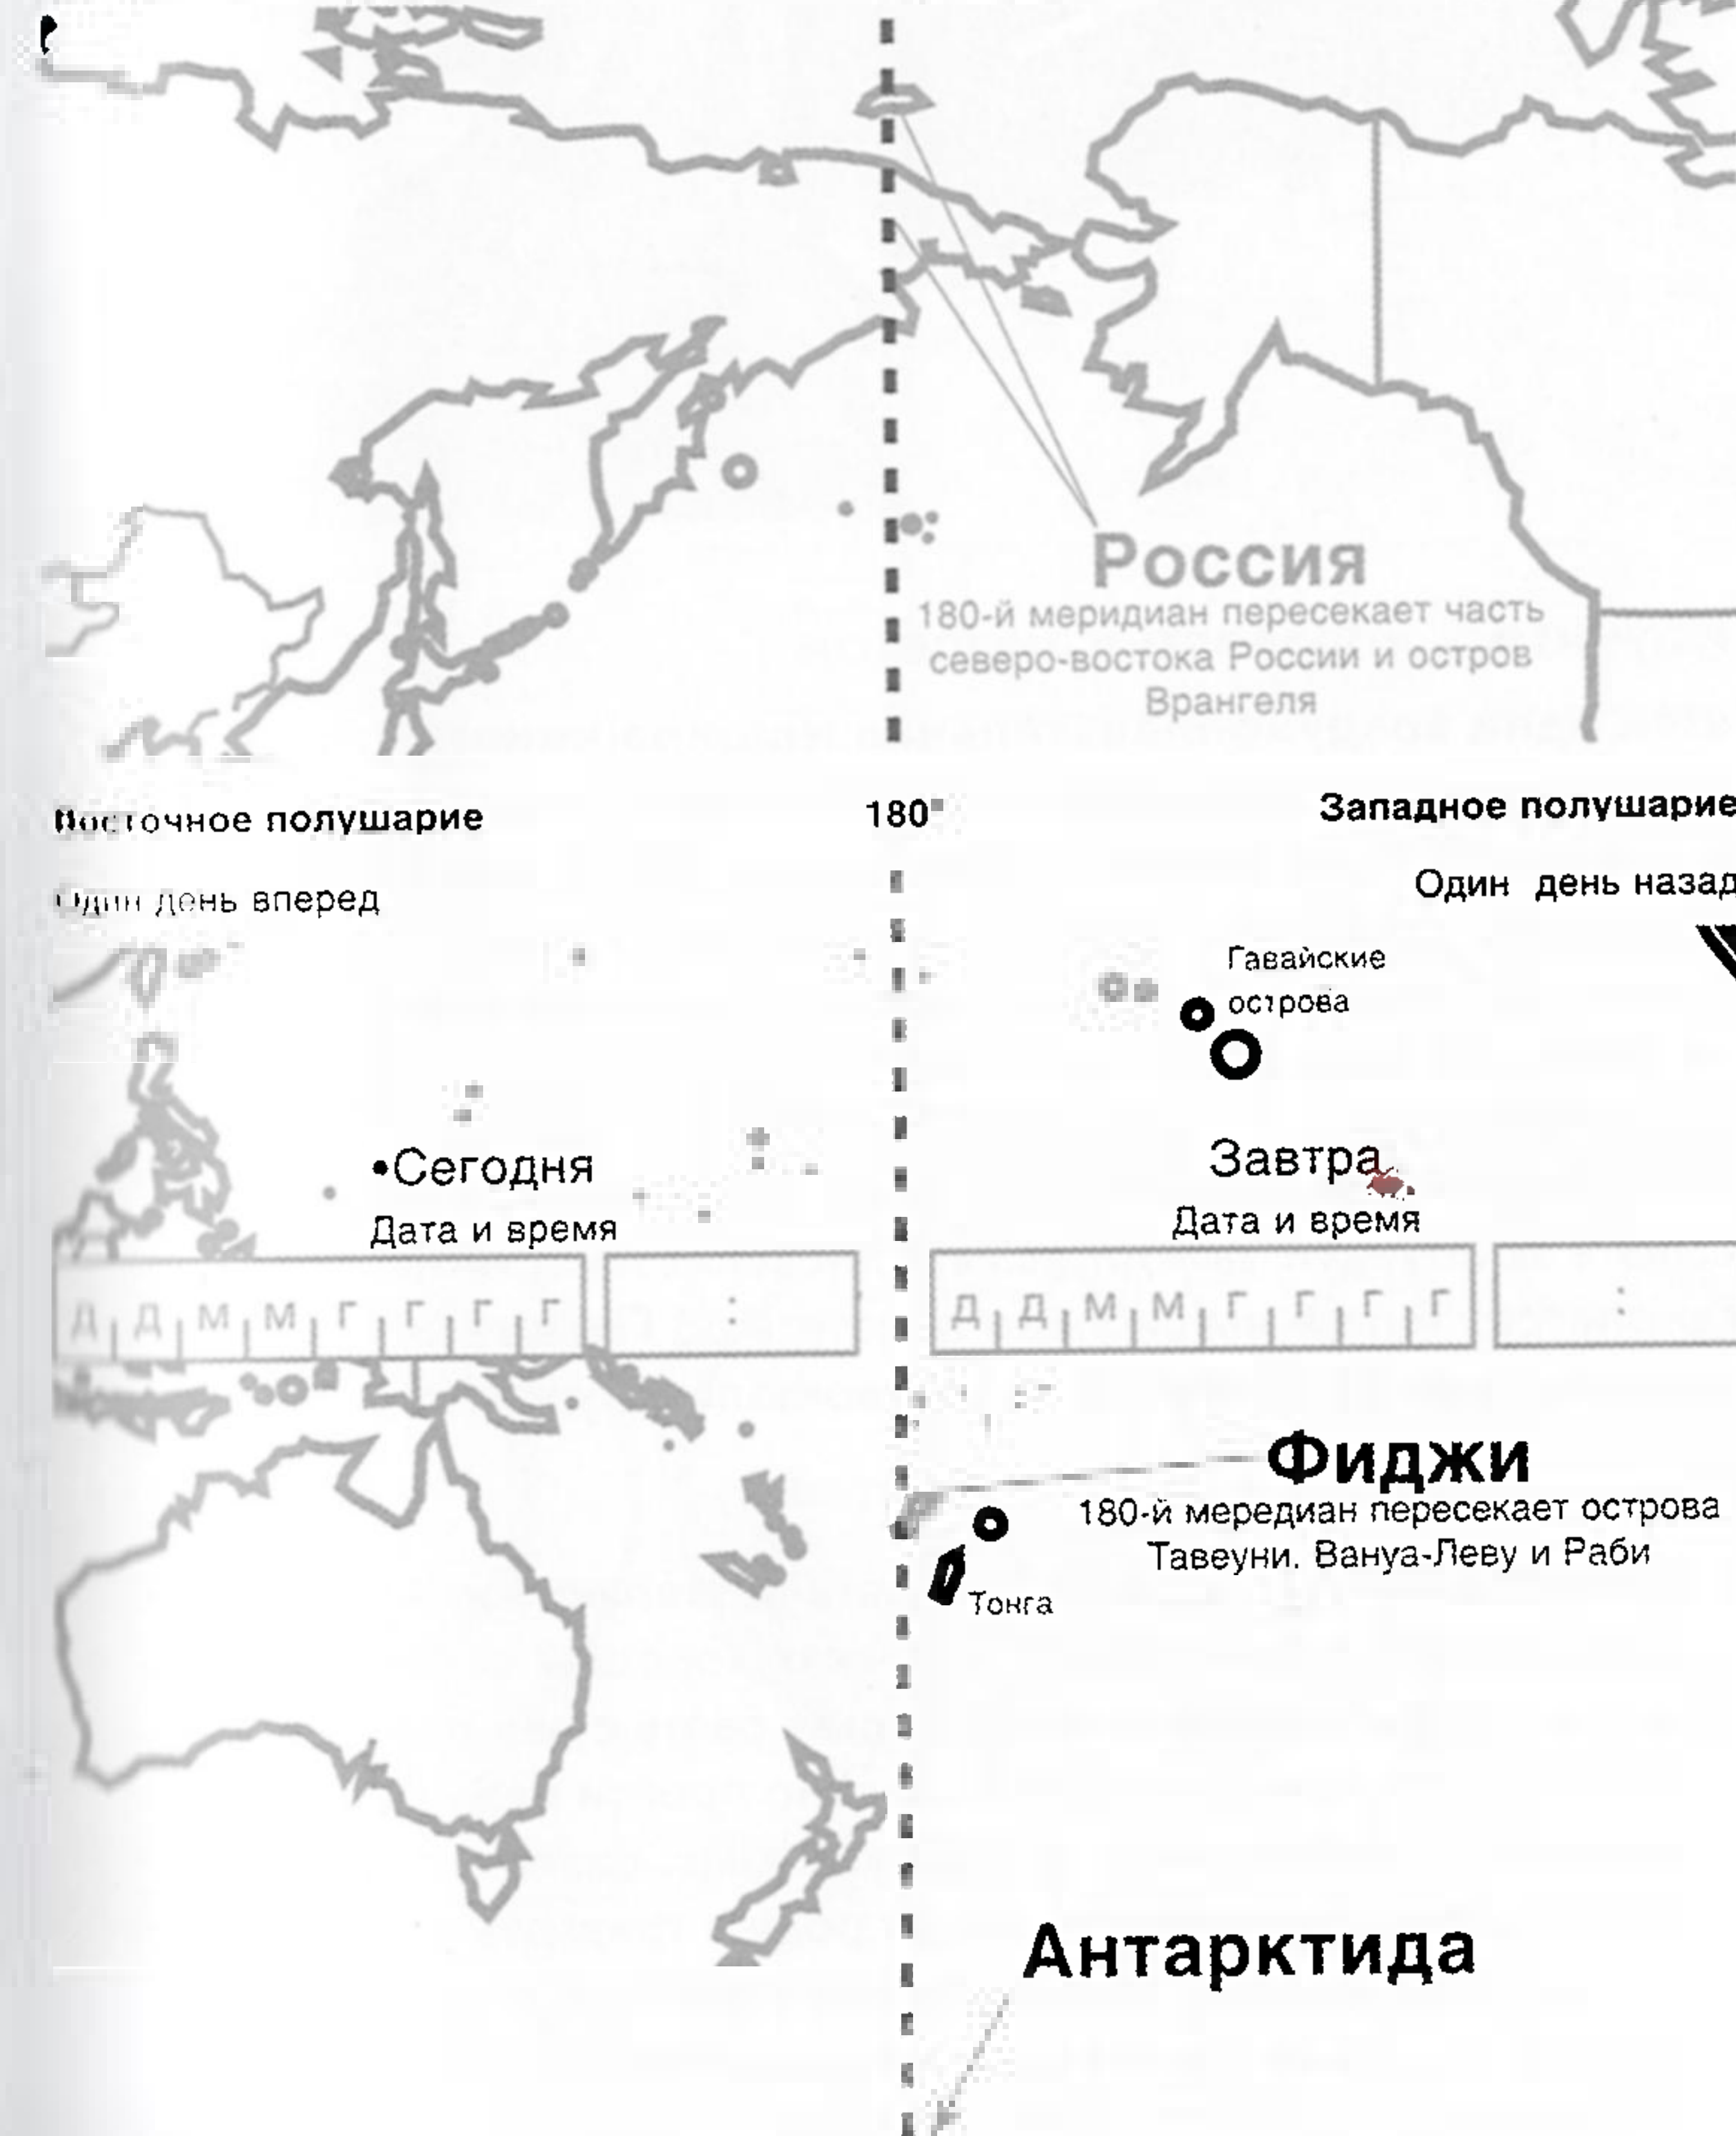 Россия
180-й меридиан пересекает часть
северо-востока России и остров
Врангеля
Восточное полушарие
180°
Западное полушарие
Один день вперед
Один день назад
Гавайские
острова
•Сегодня
Завтра
Дата и время
Дата и время
Д Д М М Г Г Г Г :
Д Д М М Г Г Г Г :
Фиджи
180-й мередиан пересекает острова
Тавеуни. Вануа-Леву и Раби
Тонга
Антарктида